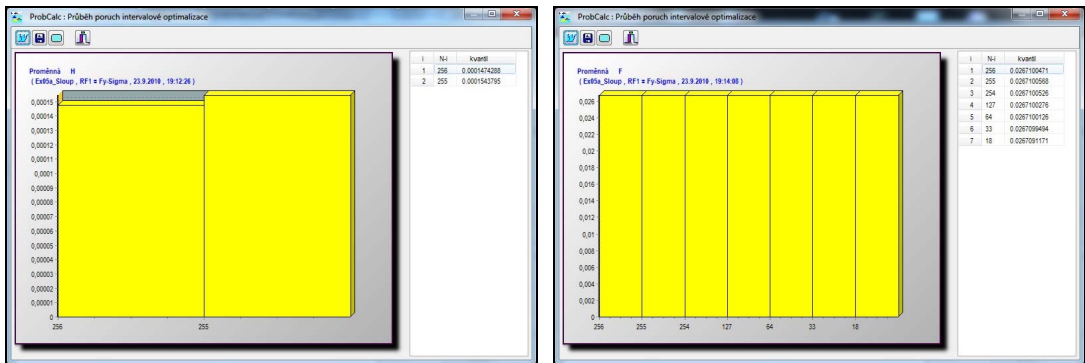 ProbCalc : Průběh poruch intervalové optimalizace
Proměnná H
( Ex05a_Sloup , RF1 = Fy-Sigma , 23.9.2010 , 19:12:26 )
0,00015
0,00014
0,00013
0,00012
0,00011
0,0001
0,00009
0,00008
0,00007
0,00006
0,00005
0,00004
0,00003
0,00002
0,00001
0
256 255
i N-i kvantil
1 256 0.0001474288
2 255 0.0001543795
ProbCalc : Průběh poruch intervalové optimalizace
Proměnná F
( Ex05a_Sloup , RF1 = Fy-Sigma , 23.9.2010 , 19:14:08 )
0,026
0,024
0,022
0,02
0,018
0,016
0,014
0,012
0,01
0,008
0,006
0,004
0,002
0
256 255 254 127 64 33 18
i N-i kvantil
1 256 0.0267100471
2 255 0.0267100568
3 254 0.0267100526
4 127 0.0267100276
5 64 0.0267100126
6 33 0.0267099494
7 18 0.0267091171